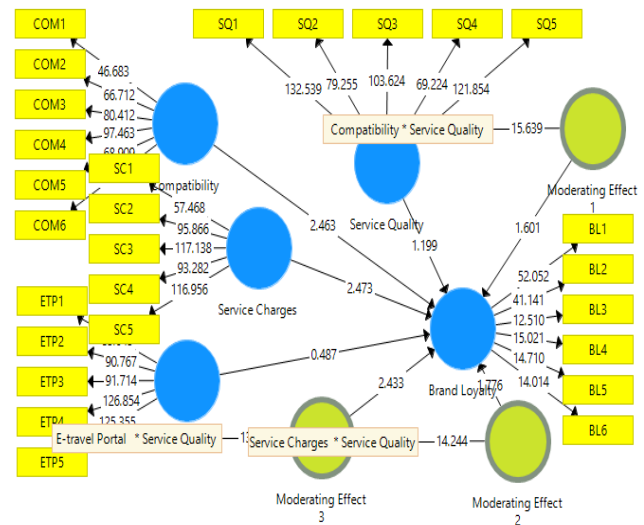 COM1
SQ1
SQ2
SQ3
SQ4
SQ5
COM2
46.683
66.712
132.539
79.255
103.624
69.224
121.854
COM3
80.412
COM4
97.463
Compatibility * Service Quality
15.639
68.900
SC1
COM5
Compatibility
Moderating Effect
1
SC2
57.468
COM6
95.866
2.463
Service Quality
1.601
BL1
SC3
117.138
1.199
SC4
93.282
52.052
BL2
ETP1
116.956
2.473
41.141
Service Charges
12.510
BL3
SC5
15.021
ETP2
90.767
0.487
14.710
BL4
ETP3
91.714
14.014
126.854
2.433
Brand Loyalty
1.776
BL5
ETP4
125.355
E-travel Portal * Service Quality
Service Charges * Service Quality
14.244
BL6
ETP5
Moderating Effect
3
Moderating Effect
2